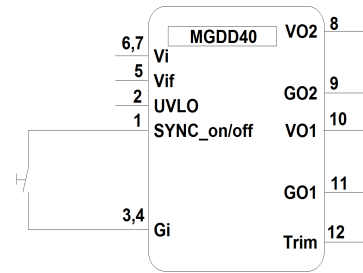 MGDD40
6,7 Vi
5 Vif
2 UVLO
1 SYNC_on/off
3,4 Gi
VO2 8
GO2 9
VO1 10
GO1 11
Trim 12